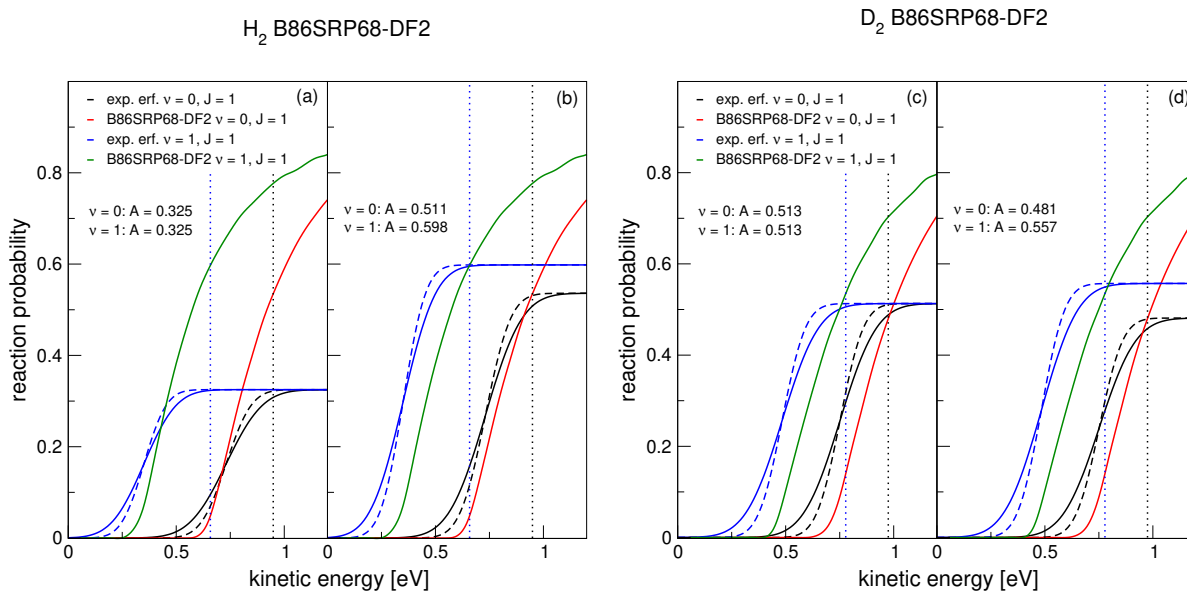 H2 B86SRP68-DF2
D2 B86SRP68-DF2
(a)
exp. erf. ν = 0, J = 1
B86SRP68-DF2 ν = 0, J = 1
exp. erf. ν = 1, J = 1
B86SRP68-DF2 ν = 1, J = 1
ν = 0: A = 0.325
ν = 1: A = 0.325
(b)
ν = 0: A = 0.511
ν = 1: A = 0.598
reaction probability
0.8
0.6
0.4
0.2
0
0
0.5
1
0
0.5
1
kinetic energy [eV]
(c)
exp. erf. ν = 0, J = 1
B86SRP68-DF2 ν = 0, J = 1
exp. erf. ν = 1, J = 1
B86SRP68-DF2 ν = 1, J = 1
ν = 0: A = 0.513
ν = 1: A = 0.513
(d)
ν = 0: A = 0.481
ν = 1: A = 0.557
reaction probability
0.8
0.6
0.4
0.2
0
0
0.5
1
0
0.5
1
kinetic energy [eV]